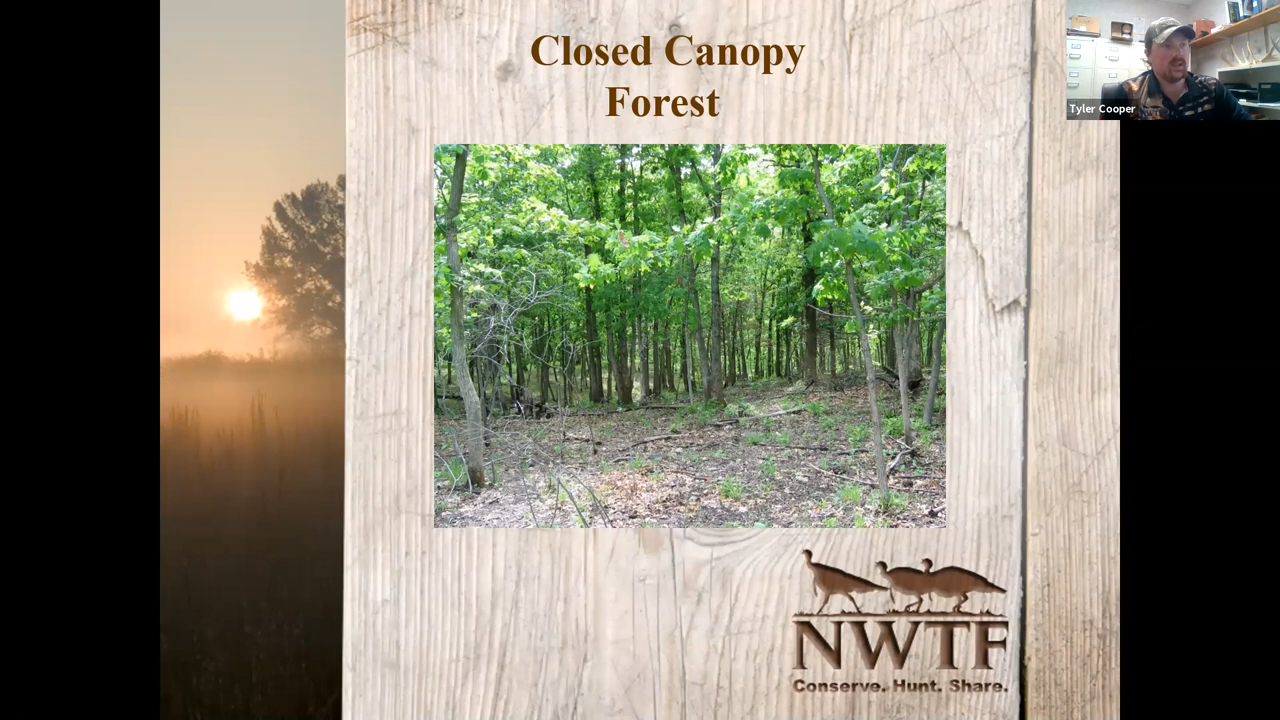 Closed Canopy
Forest
Tyler Cooper
NWTF
Conserve. Hunt. Share.